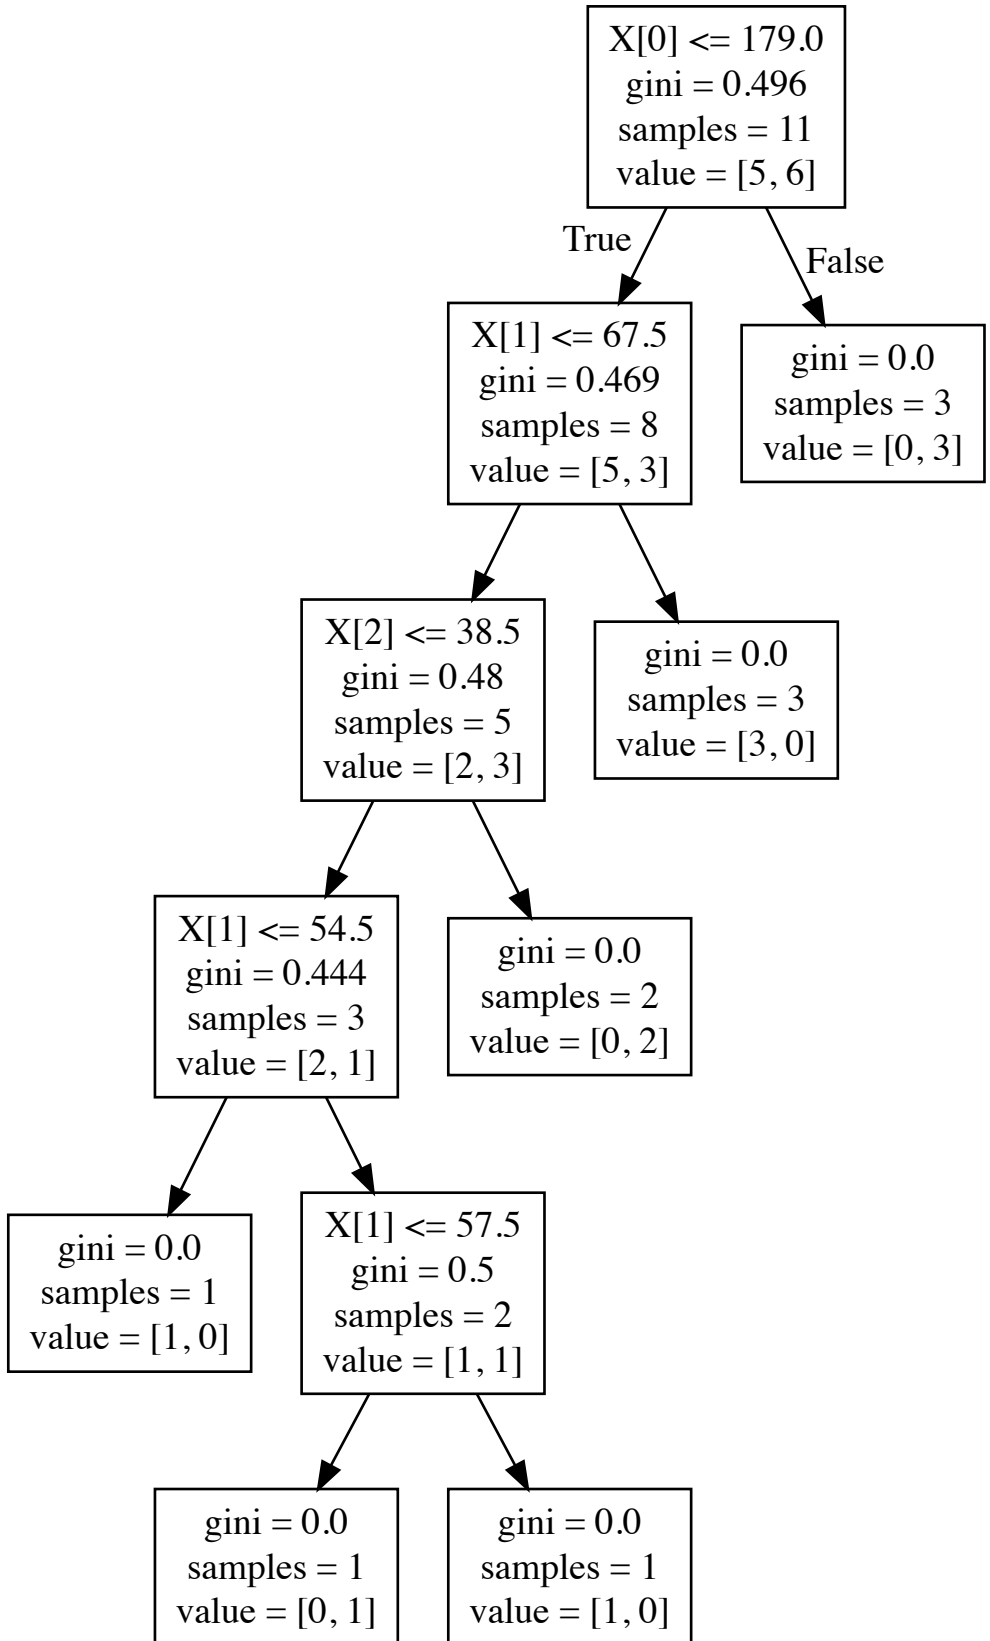 X[0] <= 179.0
gini = 0.496
samples = 11
value = [5, 6]
True
False
X[1] <= 67.5
gini = 0.469
samples = 8
value = [5, 3]
gini = 0.0
samples = 3
value = [0, 3]
X[2] <= 38.5
gini = 0.48
samples = 5
value = [2, 3]
gini = 0.0
samples = 3
value = [3, 0]
X[1] <= 54.5
gini = 0.444
samples = 3
value = [2, 1]
gini = 0.0
samples = 2
value = [0, 2]
gini = 0.0
samples = 1
value = [1, 0]
X[1] <= 57.5
gini = 0.5
samples = 2
value = [1, 1]
gini = 0.0
samples = 1
value = [0, 1]
gini = 0.0
samples = 1
value = [1, 0]